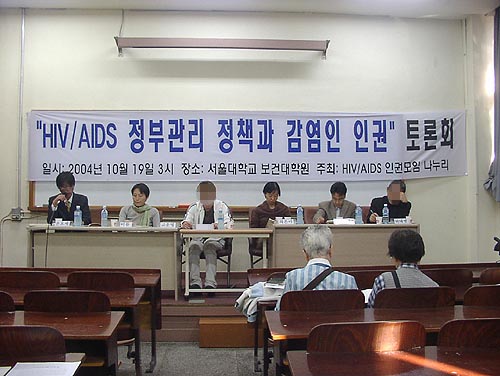 "HIV/AIDS 정부관리 정책과 감염인 인권" 토론회
일시: 2004년 10월 19일 3시 장소: 서울대학교 보건대학원 주최: HIV/AIDS 인권모임 나누리